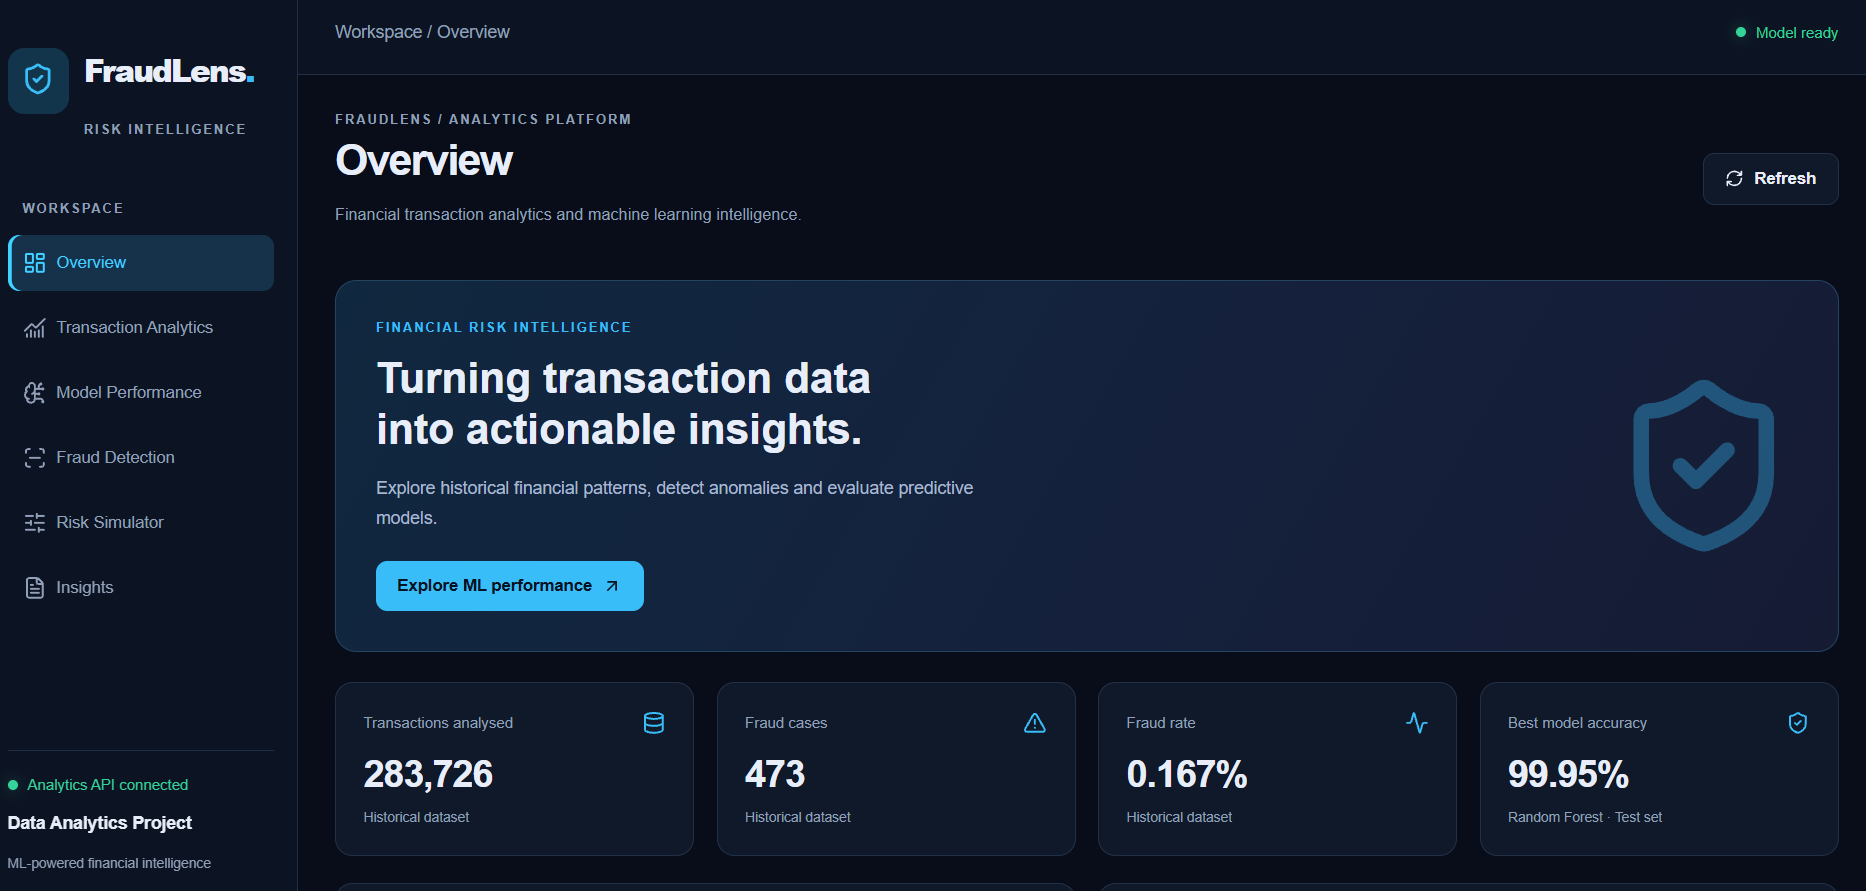 FraudLens.
RISK INTELLIGENCE
WORKSPACE
Overview
Transaction Analytics
Model Performance
Fraud Detection
Risk Simulator
Insights
Analytics API connected
Data Analytics Project
ML-powered financial intelligence
Workspace / Overview
Model ready
FRAUDLENS / ANALYTICS PLATFORM
Overview
Refresh
Financial transaction analytics and machine learning intelligence.
FINANCIAL RISK INTELLIGENCE
Turning transaction data
into actionable insights.
Explore historical financial patterns, detect anomalies and evaluate predictive
models.
Explore ML performance
Transactions analysed
283,726
Historical dataset
Fraud cases
473
Historical dataset
Fraud rate
0.167%
Historical dataset
Best model accuracy
99.95%
Random Forest · Test set